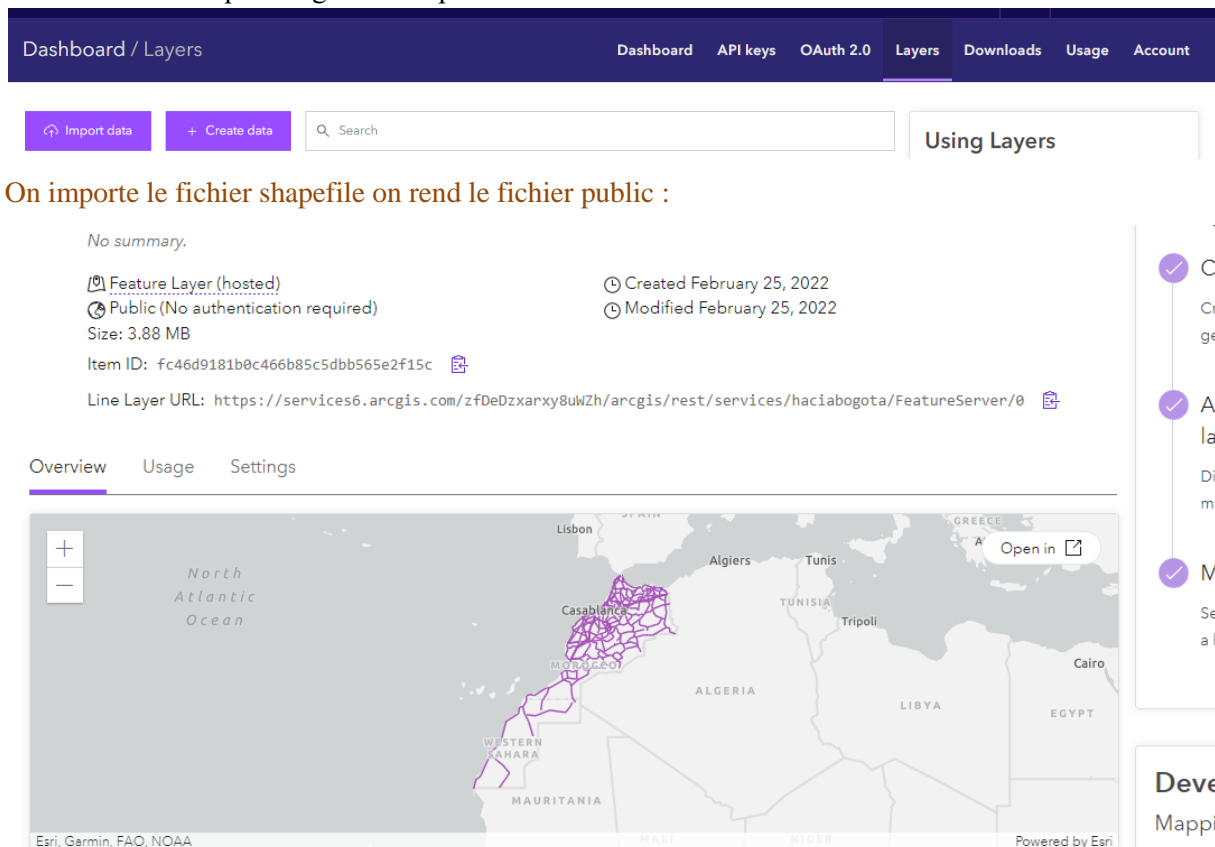 Dashboard / Layers Dashboard API keys OAuth 2.0 Layers Downloads Usage Account
Import data + Create data Search
Using Layers
On importe le fichier shapefile on rend le fichier public :
No summary.
Feature Layer (hosted) Created February 25, 2022
Public (No authentication required) Modified February 25, 2022
Size: 3.88 MB
Item ID: fc46d9181b0c466b85c5dbb565e2f15c
Line Layer URL: https://services6.arcgis.com/zfDeDzxarxy8uWZh/arcgis/rest/services/haciabogota/FeatureServer/0
Overview Usage Settings
Lisbon
GREECE
Open in
Algiers Tunis
North
Atlantic
Ocean
TUNISIA
Casablanca
Tripoli
MOROCCO
Cairo
ALGERIA
LIBYA
EGYPT
WESTERN
SAHARA
MAURITANIA
MALI NIGER
Esri, Garmin, FAO, NOAA Powered by Esri
Deve
Mappi